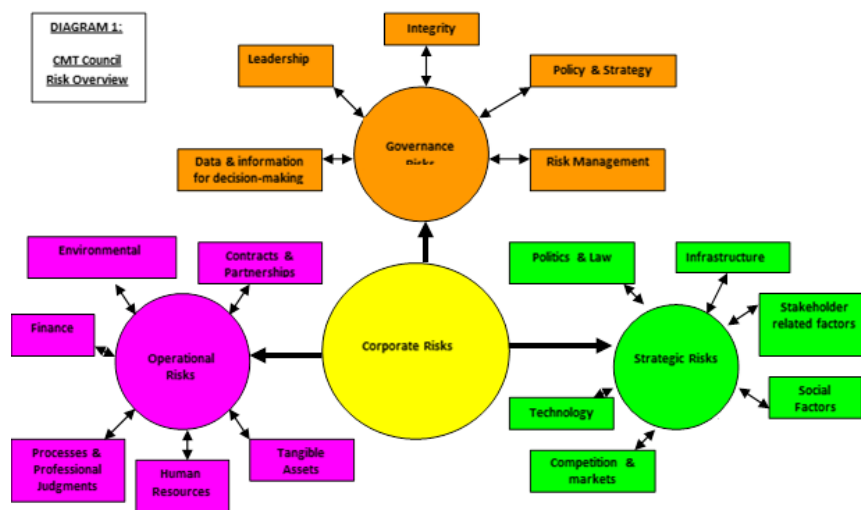 DIAGRAM 1:
CMT Council
Risk Overview
Integrity
Leadership
Policy & Strategy
Governance
Risks
Data & information
for decision-making
Risk Management
Environmental
Contracts &
Partnerships
Politics & Law
Infrastructure
Finance
Stakeholder
related factors
Operational
Risks
Corporate Risks
Strategic Risks
Social
Factors
Technology
Processes &
Professional
Judgments
Human
Resources
Tangible
Assets
Competition &
markets